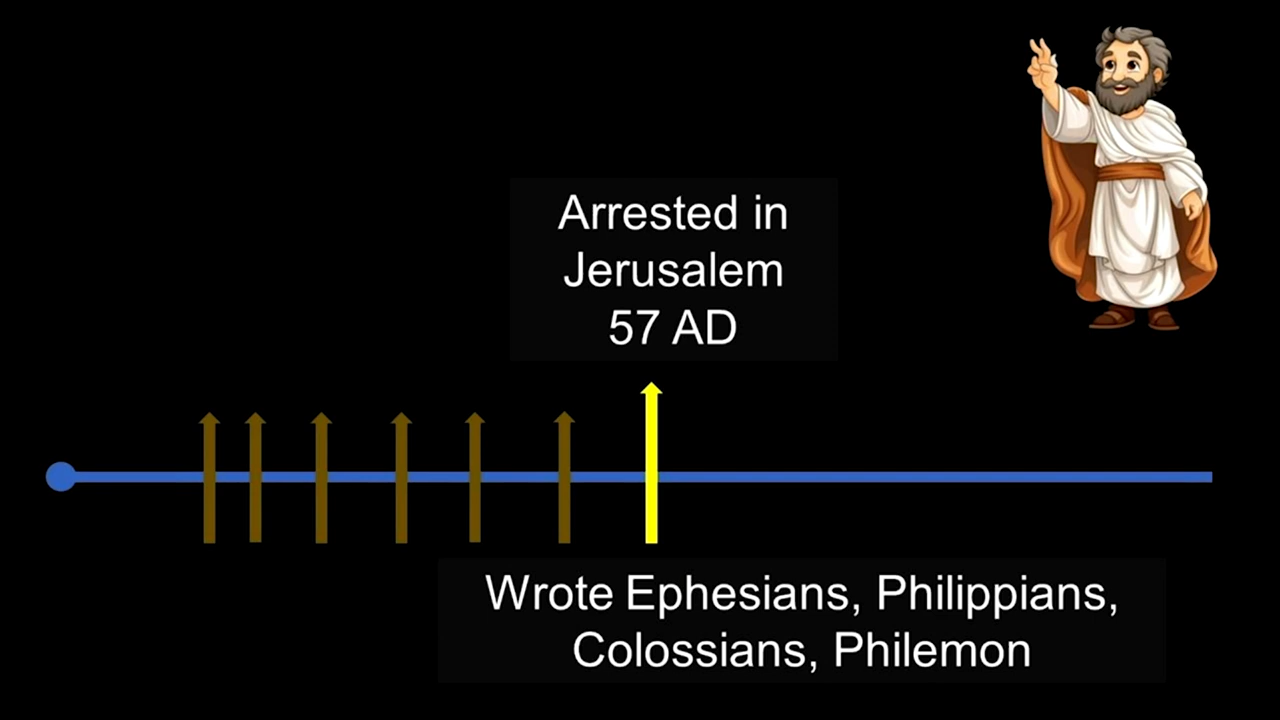 Arrested in
Jerusalem
57 AD
Wrote Ephesians, Philippians,
Colossians, Philemon